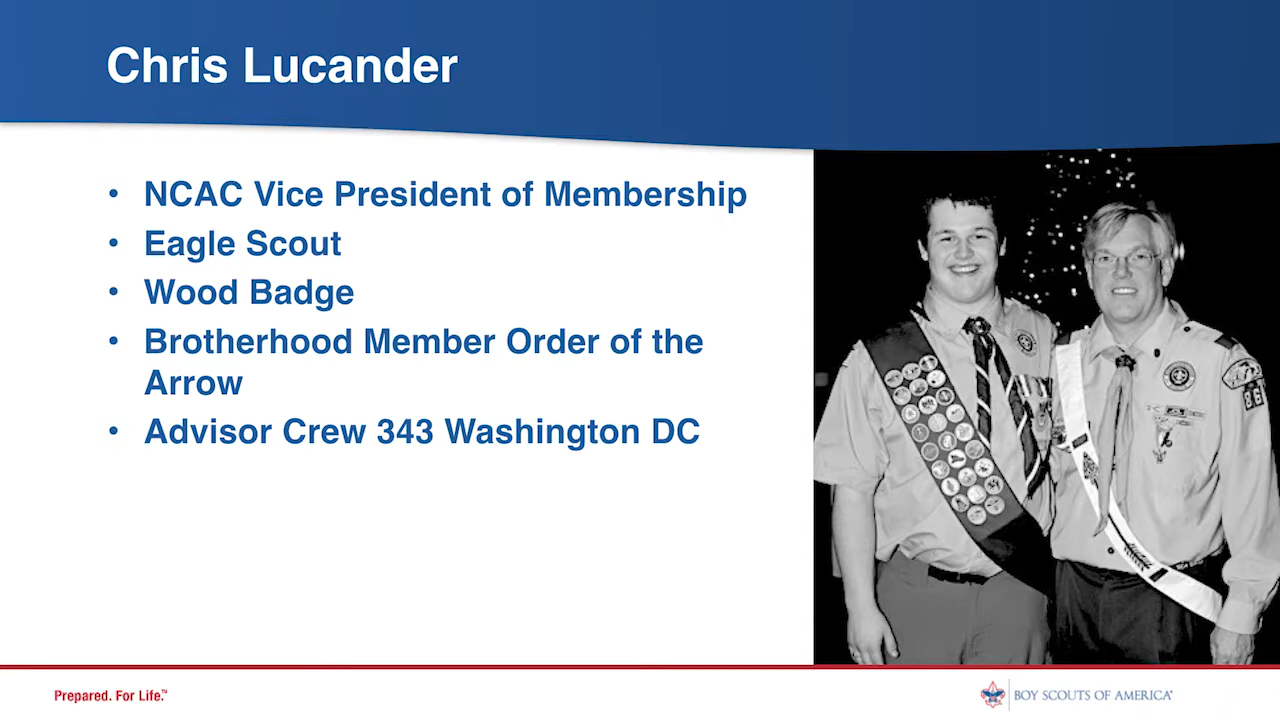 Chris Lucander
• NCAC Vice President of Membership
• Eagle Scout
• Wood Badge
• Brotherhood Member Order of the
Arrow
• Advisor Crew 343 Washington DC
Prepared. For Life.™
BOY SCOUTS OF AMERICA®